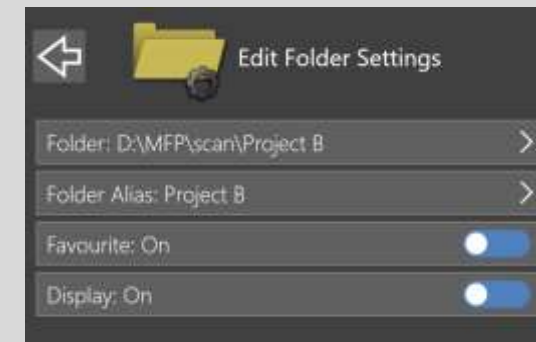 Edit Folder Settings
Folder: D:\MFP\scan\Project B
Folder Alias: Project B
Favourite: On
Display: On